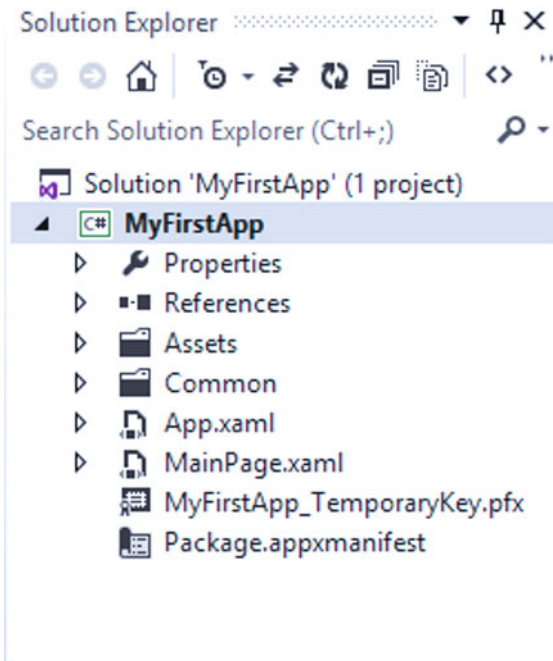 Solution Explorer
Search Solution Explorer (Ctrl+;)
Solution 'MyFirstApp' (1 project)
C# MyFirstApp
Properties
References
Assets
Common
App.xaml
MainPage.xaml
MyFirstApp_TemporaryKey.pfx
Package.appxmanifest